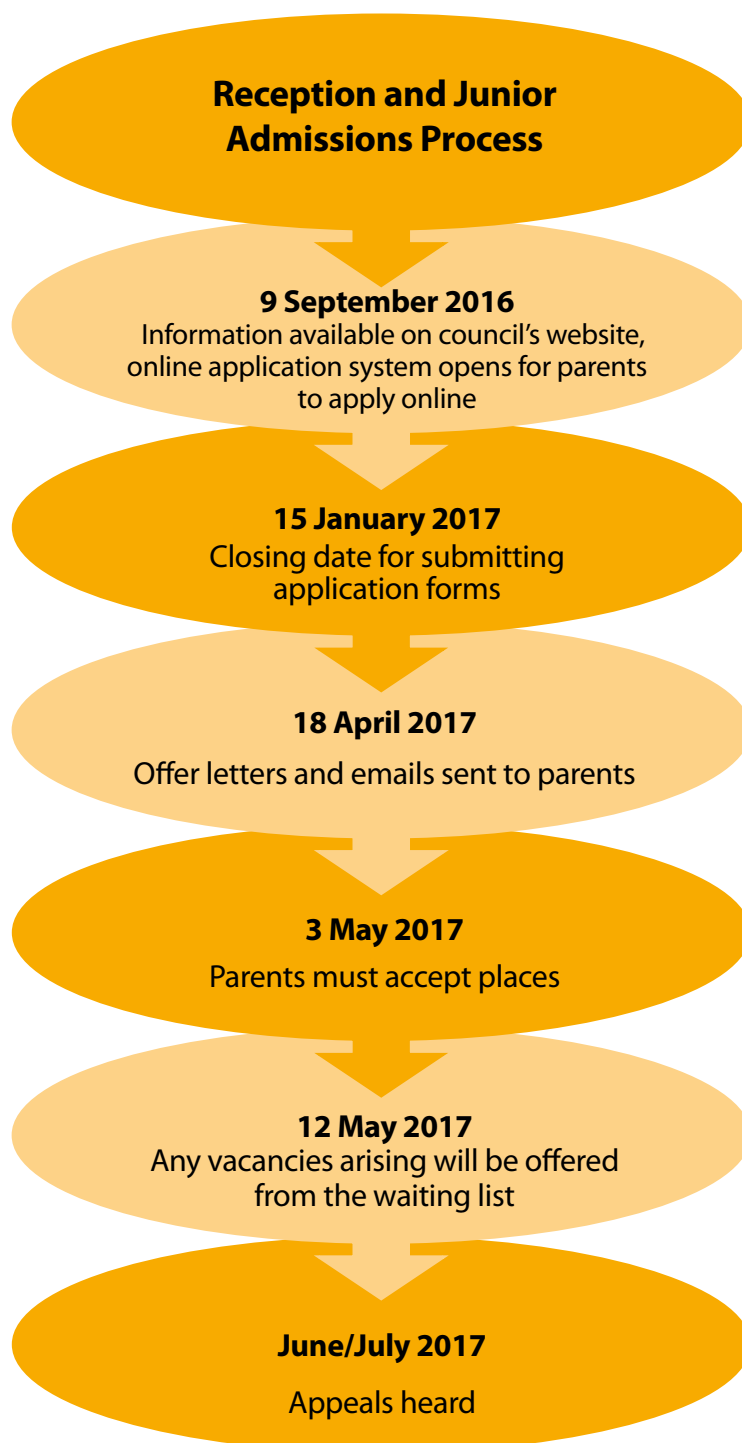 Reception and Junior
Admissions Process
9 September 2016
Information available on council’s website,
online application system opens for parents
to apply online
15 January 2017
Closing date for submitting
application forms
18 April 2017
Offer letters and emails sent to parents
3 May 2017
Parents must accept places
12 May 2017
Any vacancies arising will be offered
from the waiting list
June/July 2017
Appeals heard